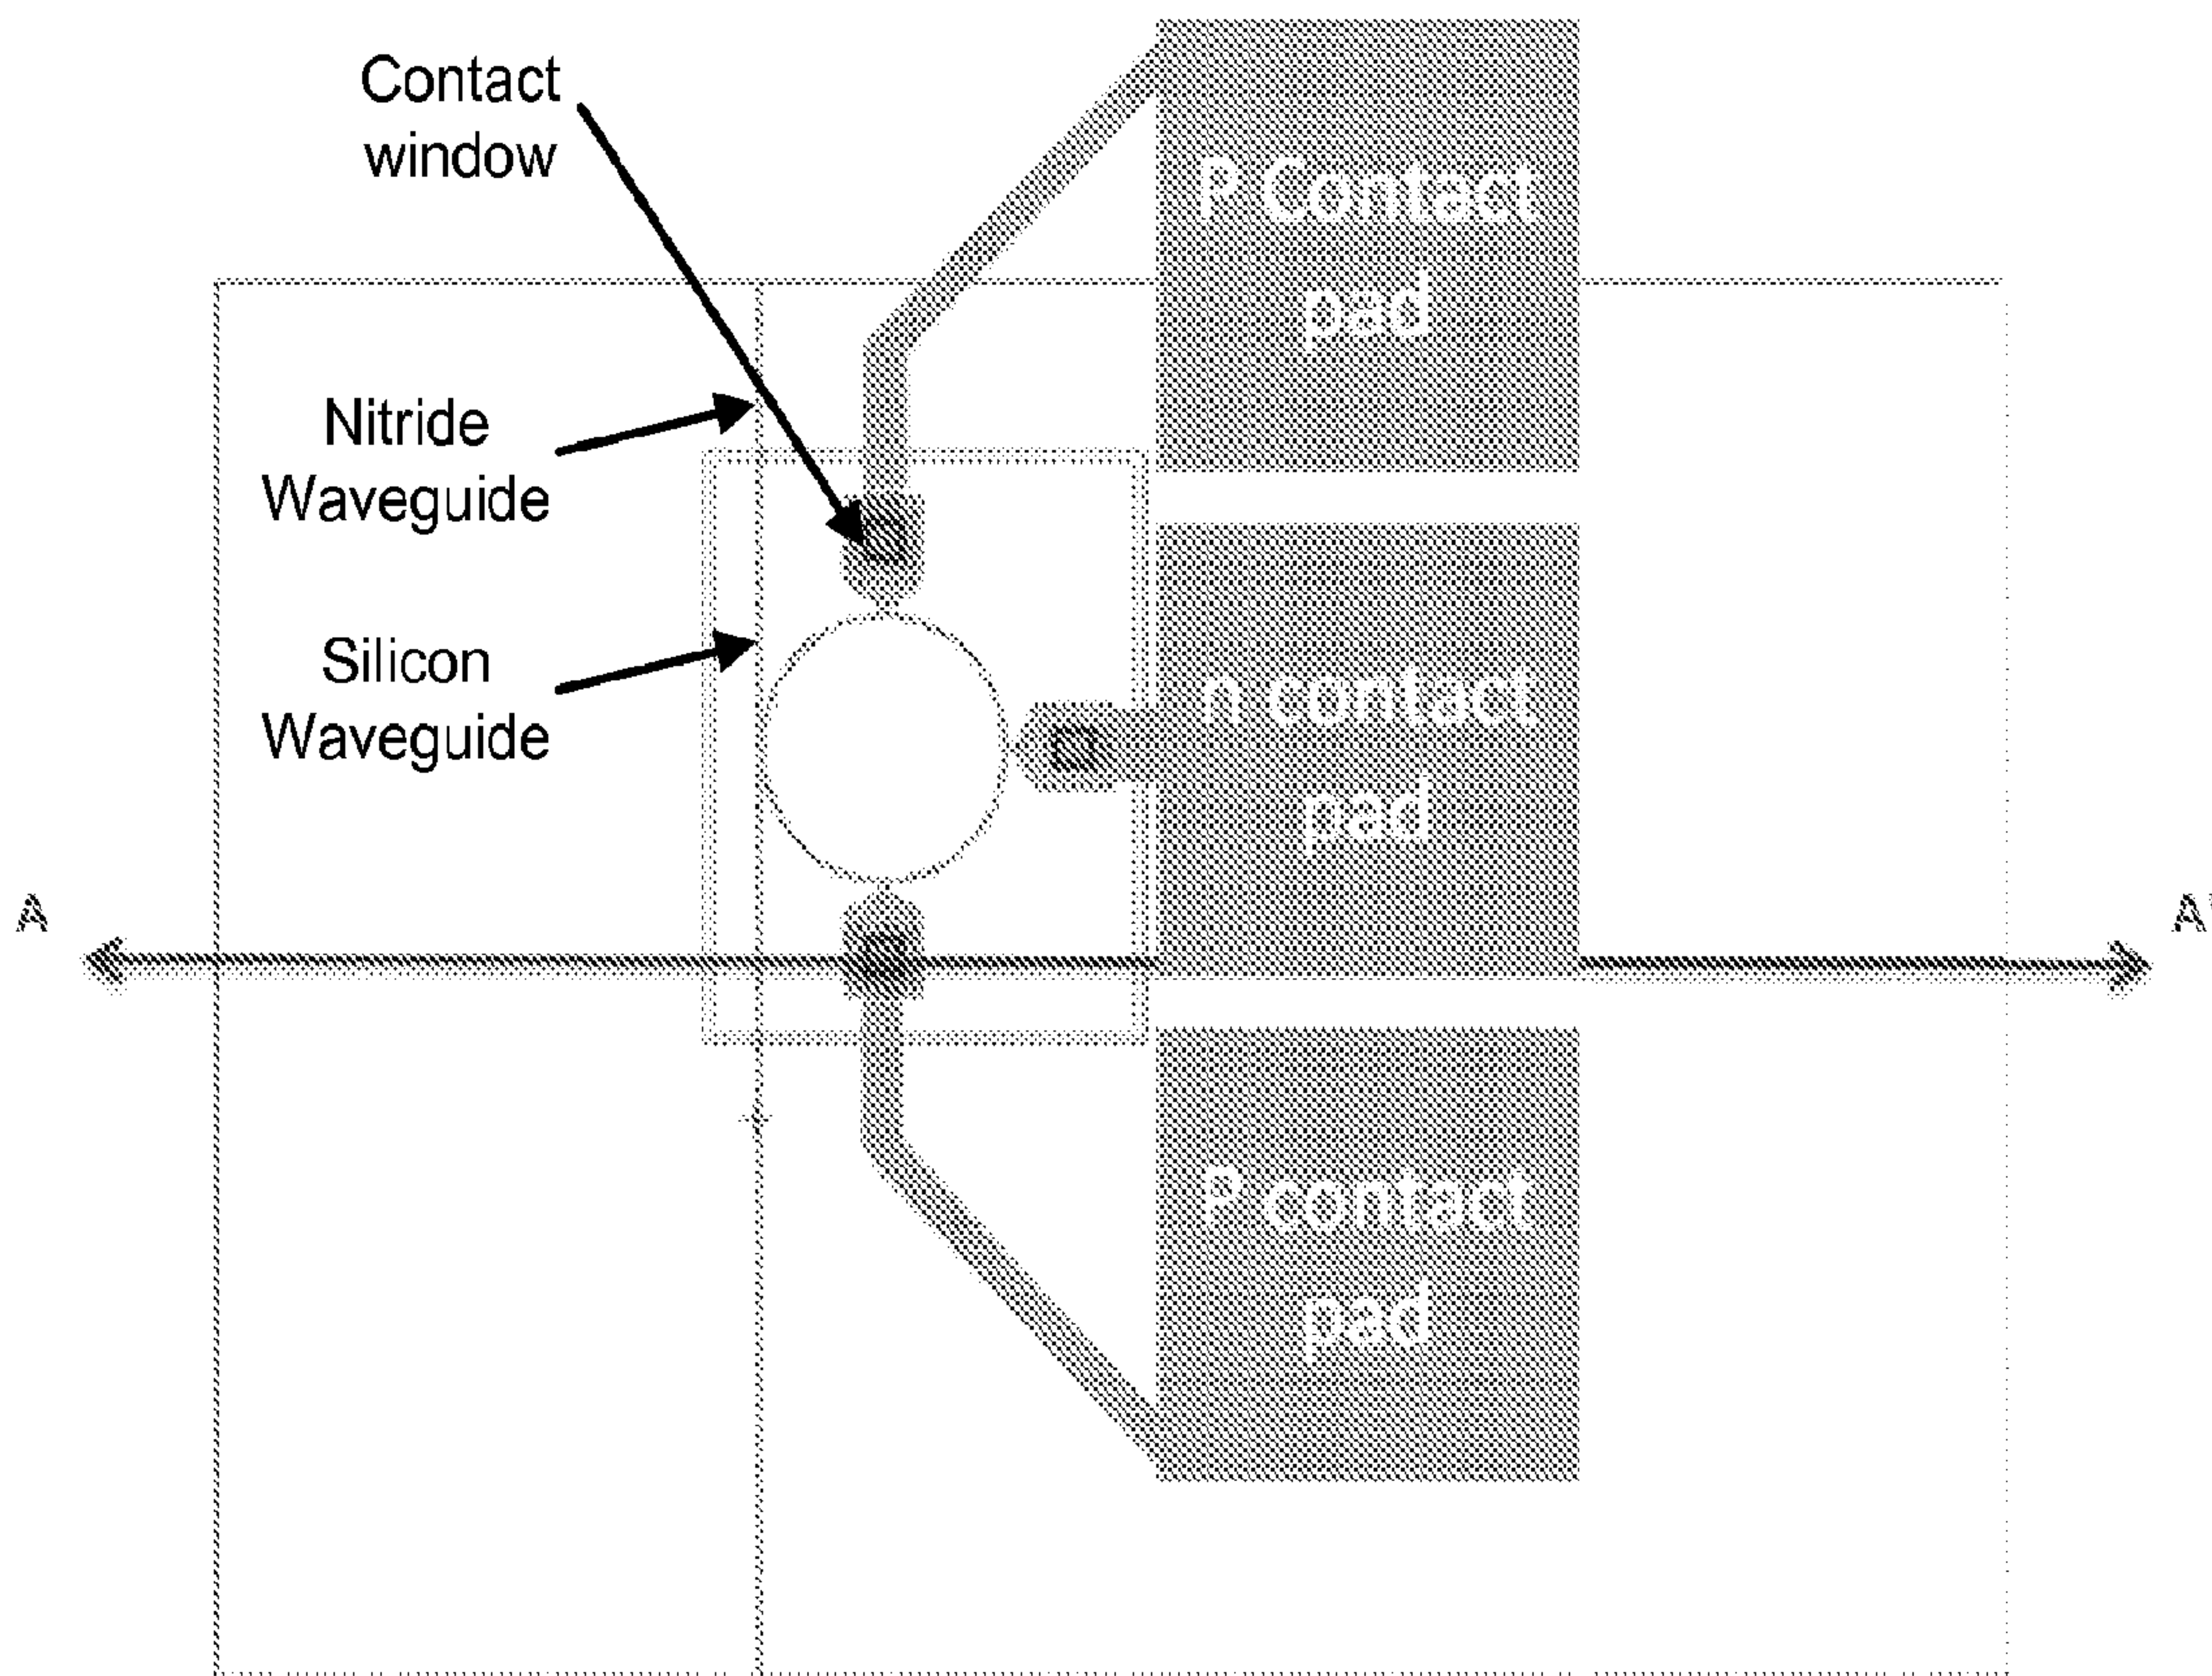 Contact
window
P Contact
pad
Nitride
Waveguide
Silicon
Waveguide
n contact
pad
A
A'
P contact
pad